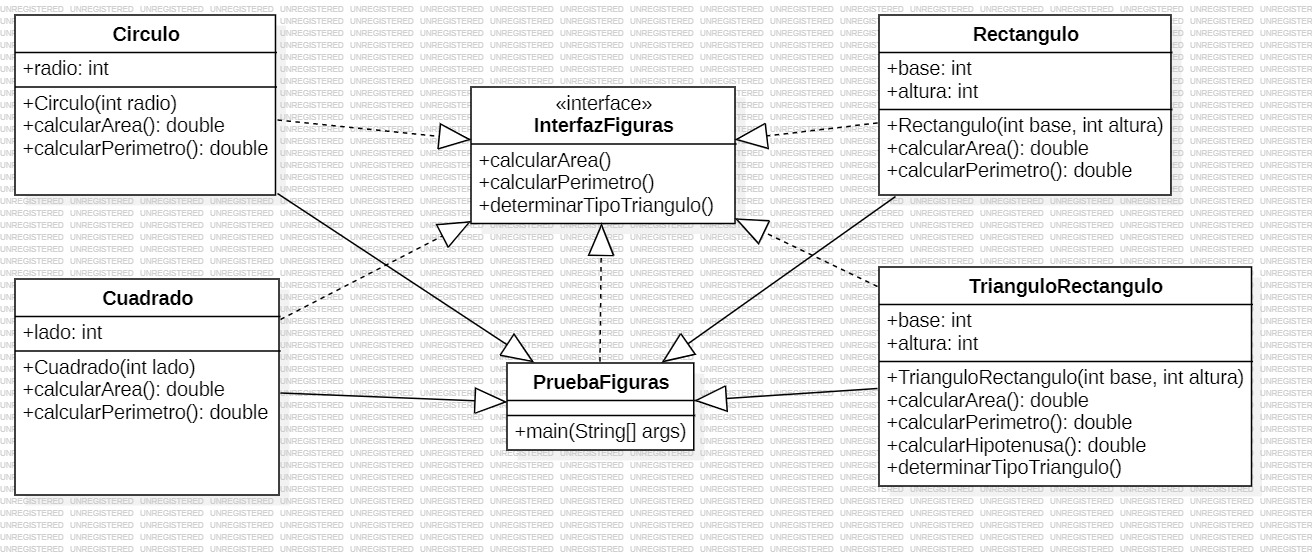 Circulo
+radio: int
+Circulo(int radio)
+calcularArea(): double
+calcularPerimetro(): double
«interface»
InterfazFiguras
+calcularArea()
+calcularPerimetro()
+determinarTipoTriangulo()
Rectangulo
+base: int
+altura: int
+Rectangulo(int base, int altura)
+calcularArea(): double
+calcularPerimetro(): double
Cuadrado
+lado: int
+Cuadrado(int lado)
+calcularArea(): double
+calcularPerimetro(): double
PruebaFiguras
+main(String[] args)
TrianguloRectangulo
+base: int
+altura: int
+TrianguloRectangulo(int base, int altura)
+calcularArea(): double
+calcularPerimetro(): double
+calcularHipotenusa(): double
+determinarTipoTriangulo()
UNREGISTERED